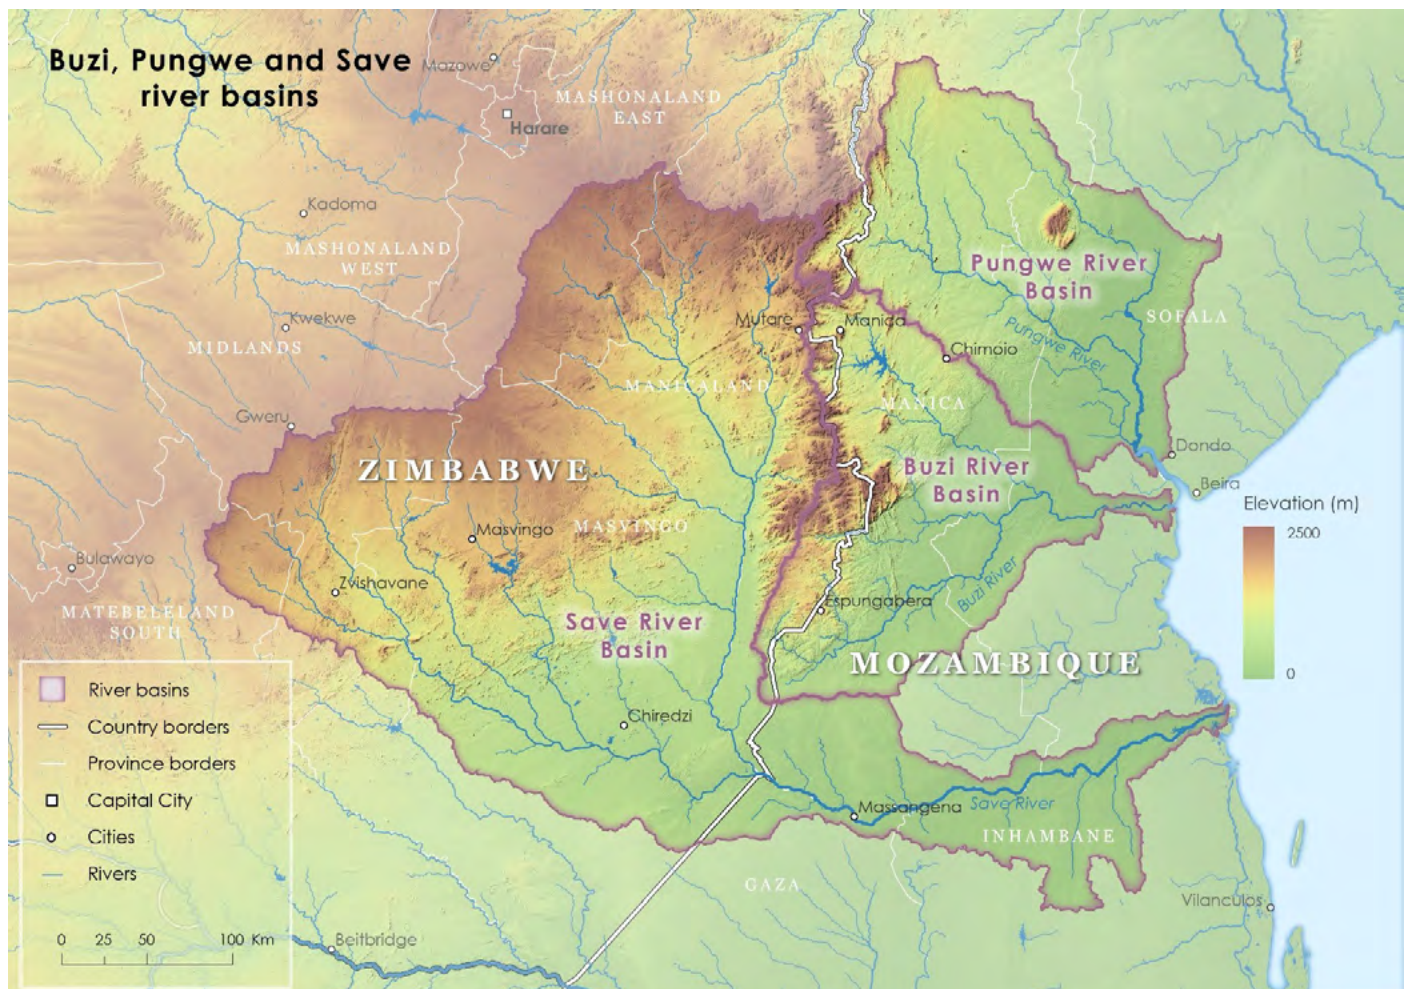 Buzi, Pungwe and Save
river basins
Mazowe
Harare
MASHONALAND
EAST
Kadoma
MASHONALAND
WEST
Kwekwe
MIDLANDS
Gweru
Pungwe River
Basin
SOFALA
Pungwe River
Mutare
Manica
Chimoio
MANICALAND
MANICA
ZIMBABWE
Buzi River
Basin
Dondo
Beira
Elevation (m)
2500
0
Masvingo
MASVINGO
Bulawayo
Zvishavane
MATEBELELAND
SOUTH
Save River
Basin
Espungabera
Buzi River
MOZAMBIQUE
Chiredzi
Massangena
Save River
INHAMBANE
GAZA
Vilanculos
Beitbridge
River basins
Country borders
Province borders
Capital City
Cities
Rivers
0 25 50 100 Km